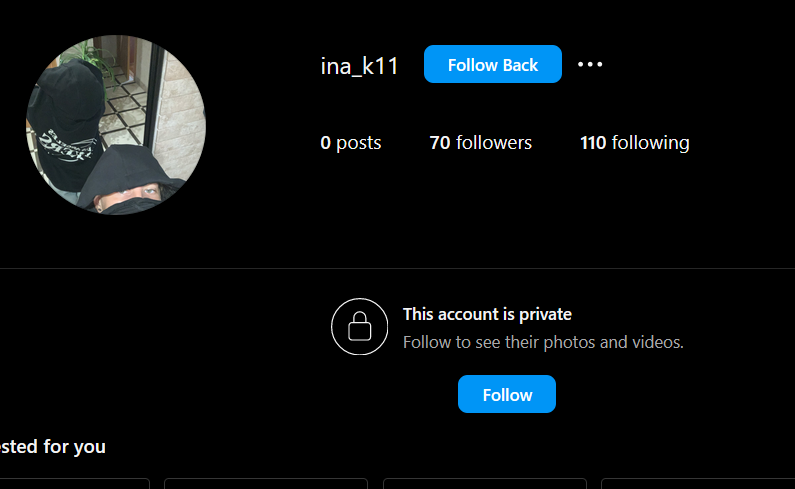 ina_k11
Follow Back
0 posts
70 followers
110 following
This account is private
Follow to see their photos and videos.
Follow
sted for you